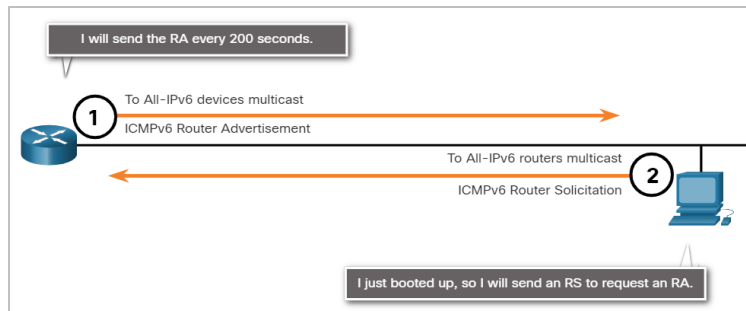 I will send the RA every 200 seconds.
1
To All-IPv6 devices multicast
ICMPv6 Router Advertisement
To All-IPv6 routers multicast
2
ICMPv6 Router Solicitation
I just booted up, so I will send an RS to request an RA.